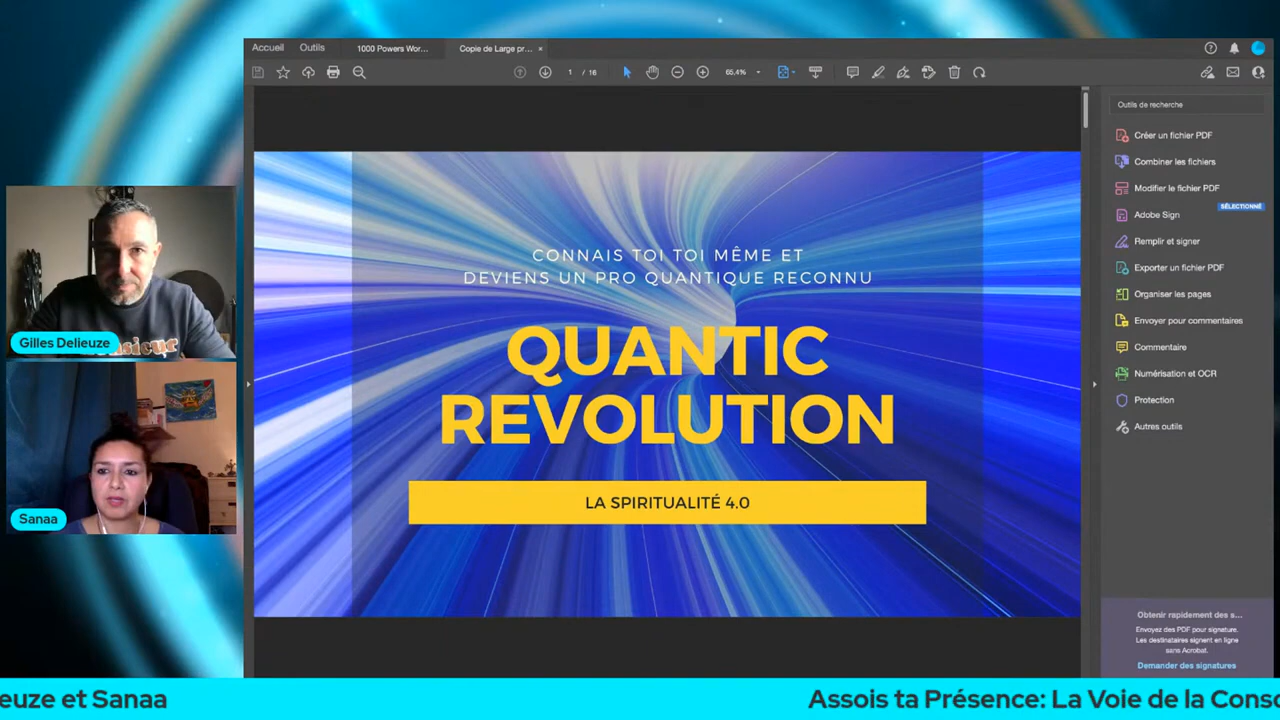 Accueil
Outils
1000 Powers Wor...
Copie de Large pr... ×
1 / 16
65,4%
Outils de recherche
Créer un fichier PDF
Combiner les fichiers
Modifier le fichier PDF
SÉLECTIONNÉ
Adobe Sign
Remplir et signer
Exporter un fichier PDF
Organiser les pages
Envoyer pour commentaires
Commentaire
Numérisation et OCR
Protection
Autres outils
Obtenir rapidement des s...
Envoyez des PDF pour signature.
Les destinataires signent en ligne
sans Acrobat.
Demander des signatures
CONNAIS TOI TOI MÊME ET
DEVIENS UN PRO QUANTIQUE RECONNU
QUANTIC
REVOLUTION
LA SPIRITUALITÉ 4.0
Gilles Delieuze
Sanaa
euze et Sanaa
Assois ta Présence: La Voie de la Consc